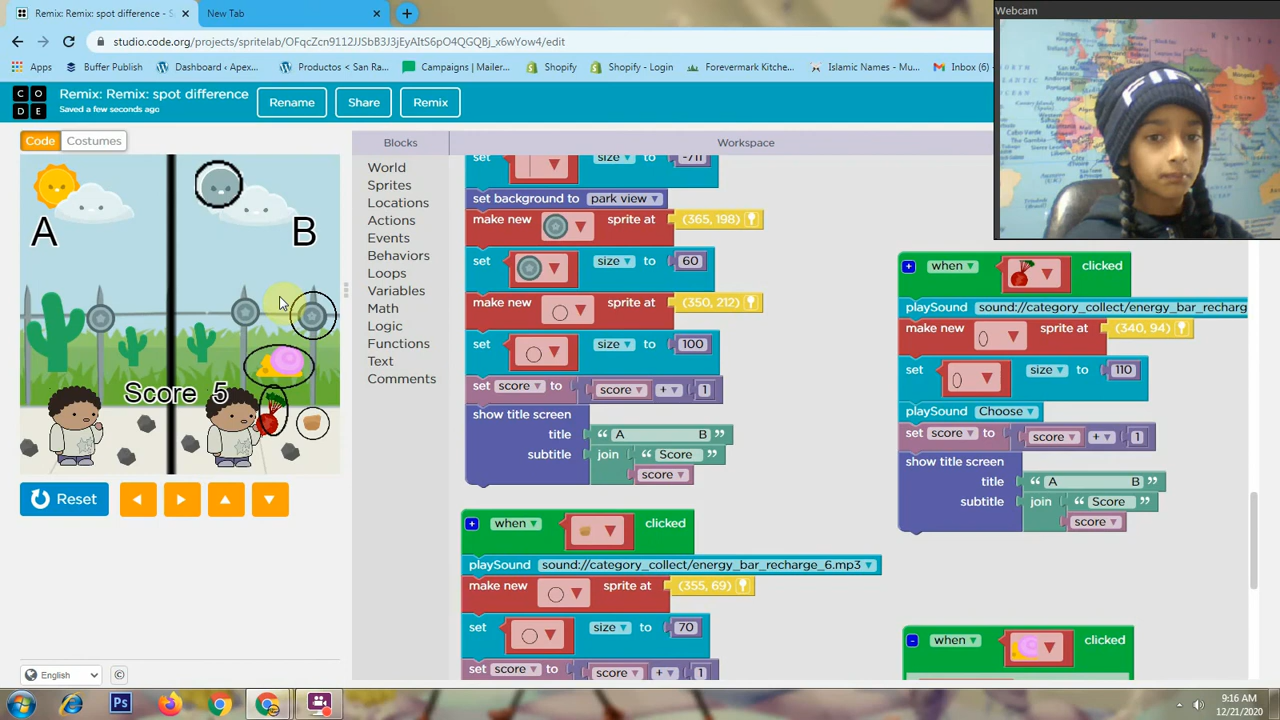 Remix: Remix: spot difference - S
New Tab
Webcam
studio.code.org/projects/spritelab/
/edit
Apps
Buffer Publish
Dashboard ‹ Apex...
Productos < Ur...
Campaigns | Mailer...
Shopify
Shopify - Login
Forevermark Kitche...
Islamic Names - Mu...
Inbox (6)
CODE
Remix: Remix: spot difference
Saved a few seconds ago
Rename
Share
Remix
Code
Costumes
Blocks
Workspace
A
B
Score 5
Reset
English
©
World
Sprites
Locations
Actions
Events
Behaviors
Loops
Variables
Math
Logic
Functions
Text
Comments
set size to -711
set background to park view
make new sprite at (365, 198)
set size to 60
make new sprite at (350, 212)
set size to 100
set score to score + 1
show title screen
title “ A B ”
subtitle join “ Score ”
score
when clicked
playSound sound://category_collect/energy_bar_recharge_6.mp3
make new sprite at (355, 69)
set size to 70
set score to score + 1
when clicked
playSound sound://category_collect/energy_bar_recharg
make new sprite at (340, 94)
set size to 110
playSound Choose
set score to score + 1
show title screen
title “ A B ”
subtitle join “ Score ”
score
when clicked
9:16 AM
12/21/2020